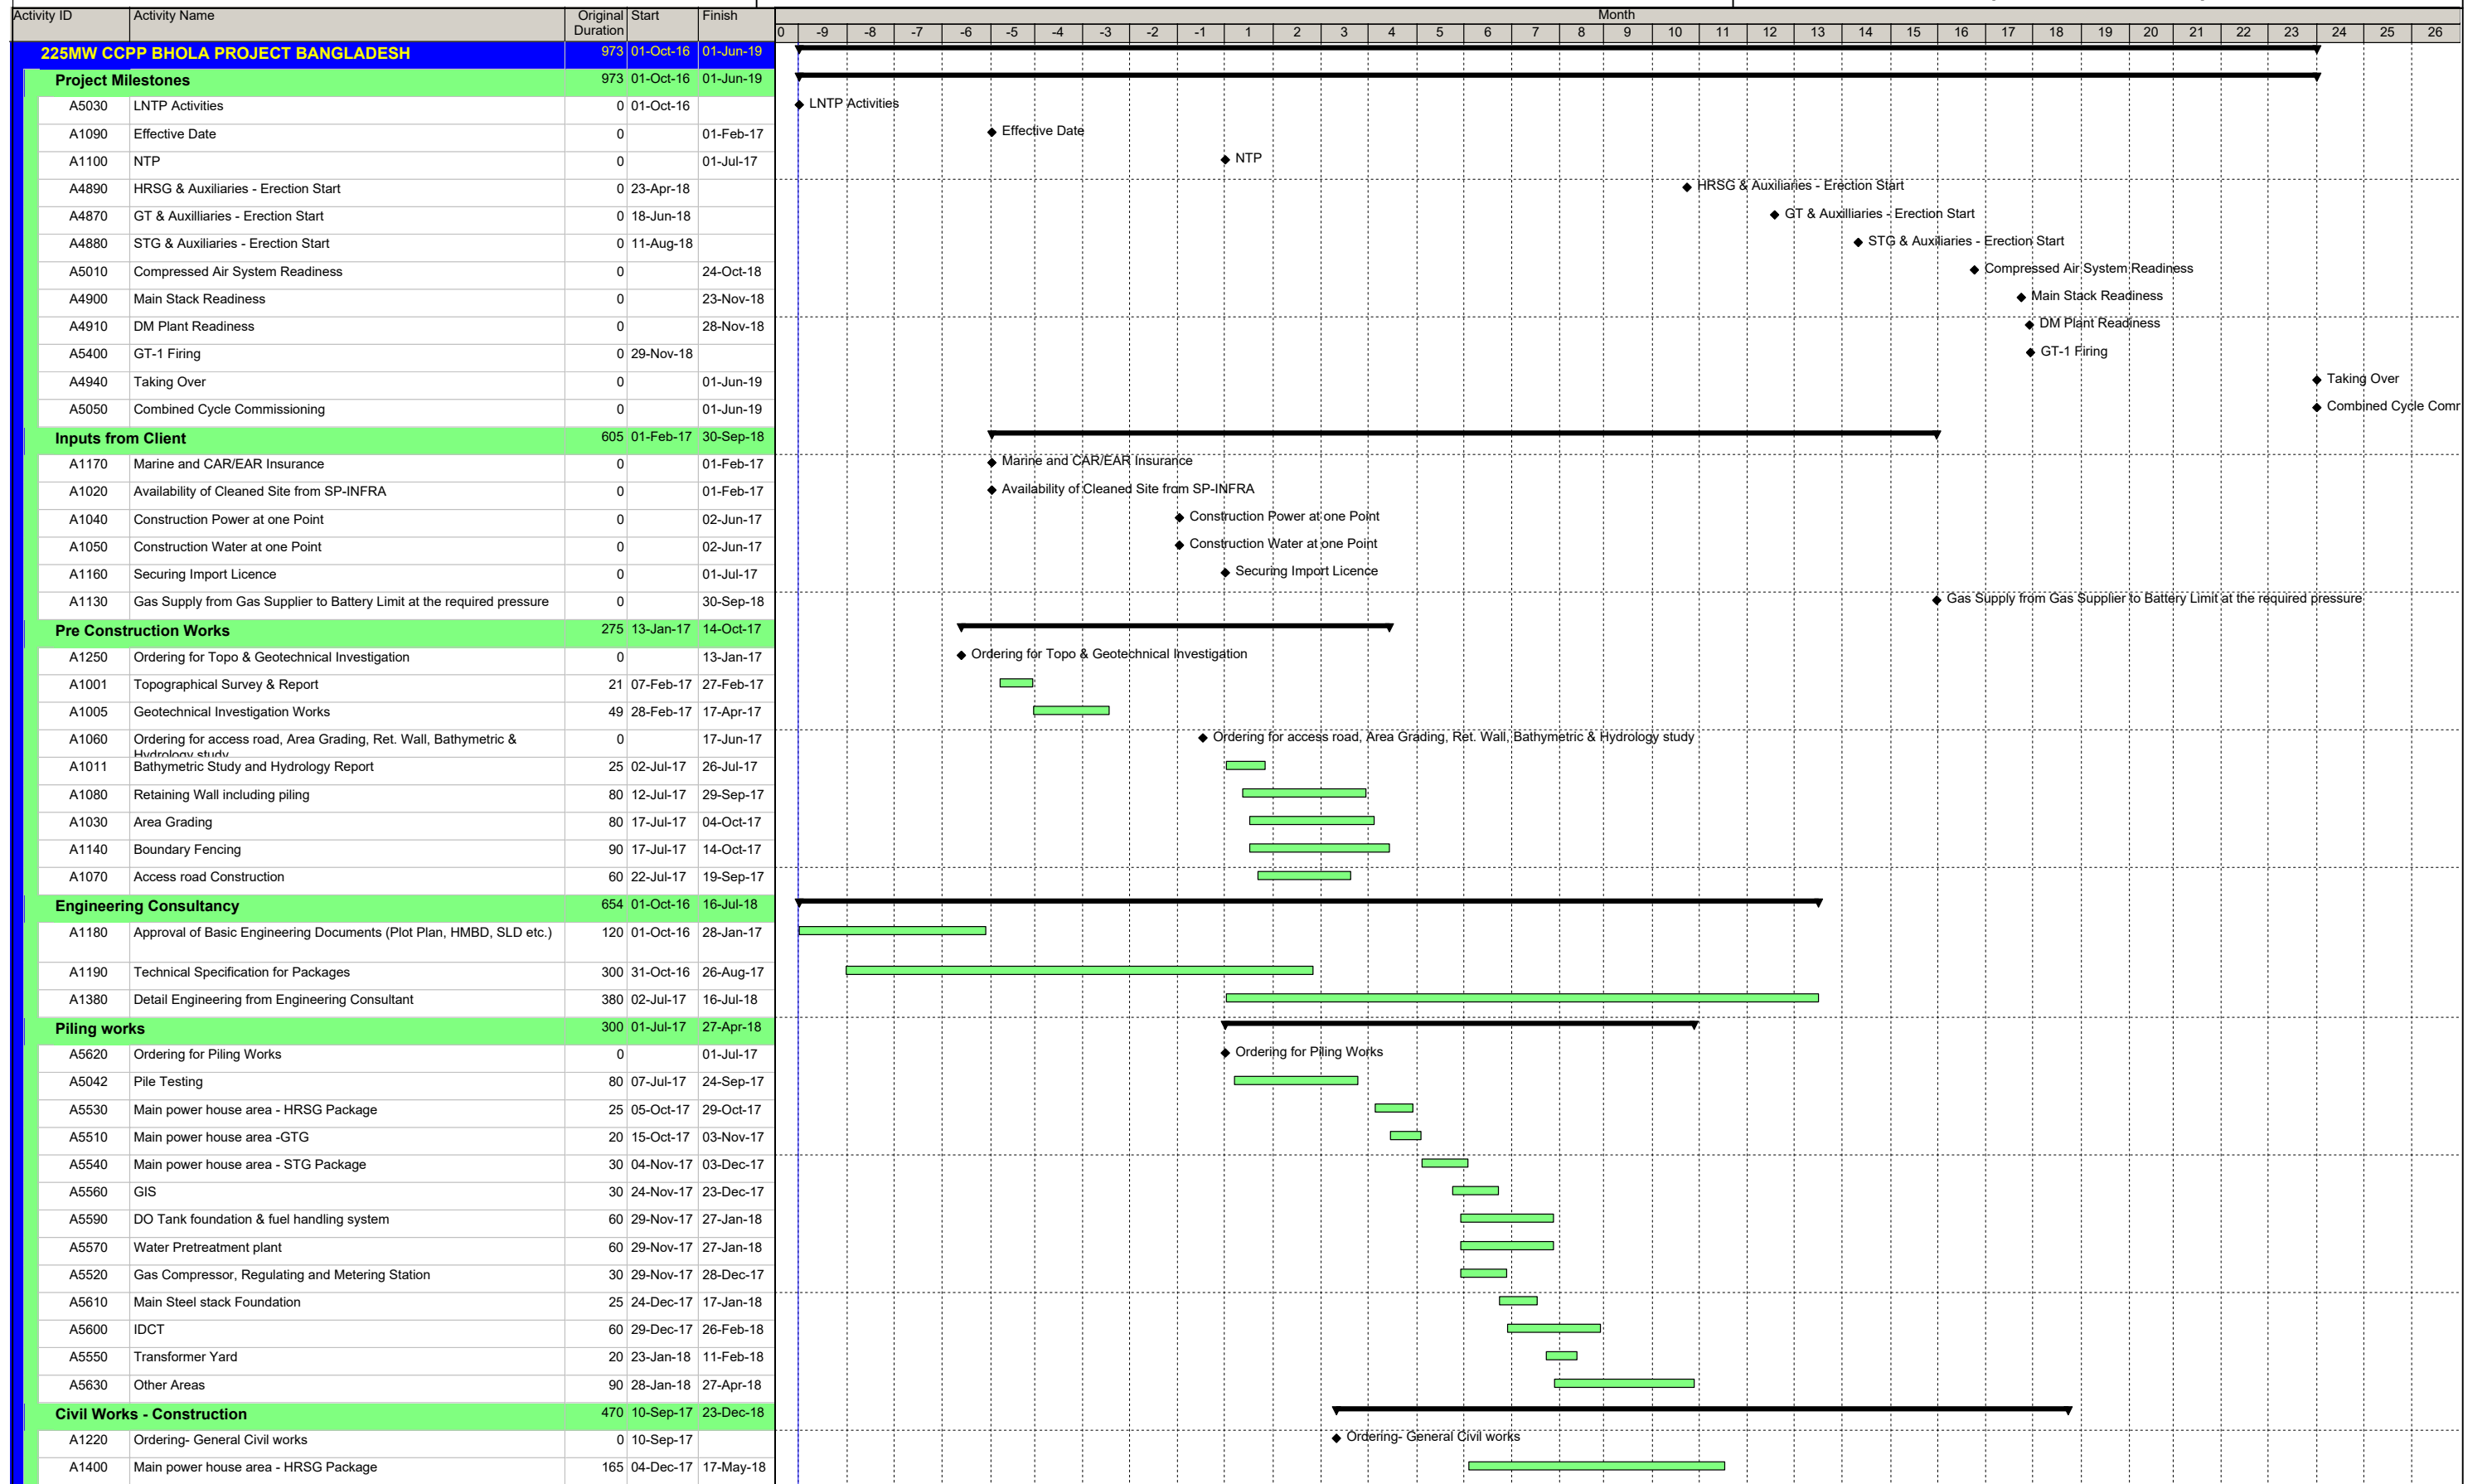 Activity ID Activity Name Original Duration Start Finish Month
0 -9 -8 -7 -6 -5 -4 -3 -2 -1 1 2 3 4 5 6 7 8 9 10 12 13 14 15 16 17 18 19 20 21 22 23 24 25 26
225MW CCPP BHOLA PROJECT BANGLADESH 973 01-Oct-16 01-Jun-19
Project Milestones 973 01-Oct-16 01-Jun-19
A5030 LNTP Activities 0 01-Oct-16 LNTP Activities
A1090 Effective Date 0 01-Feb-17 Effective Date
A1100 NTP 0 01-Jul-17 NTP
A4890 HRSG & Auxiliaries - Erection Start 0 23-Apr-18 HRSG & Auxiliaries - Erection Start
A4870 GT & Auxilliaries - Erection Start 0 18-Jun-18 GT & Auxilliaries - Erection Start
A4880 STG & Auxiliaries - Erection Start 0 11-Aug-18 STG & Auxiliaries - Erection Start
A5010 Compressed Air System Readiness 0 24-Oct-18 Compressed Air System Readiness
A4900 Main Stack Readiness 0 23-Nov-18 Main Stack Readiness
A4910 DM Plant Readiness 0 28-Nov-18 DM Plant Readiness
A5400 GT-1 Firing 0 29-Nov-18 GT-1 Firing
A4940 Taking Over 0 01-Jun-19 Taking Over
A5050 Combined Cycle Commissioning 0 01-Jun-19 Combined Cycle Comr
Inputs from Client 605 01-Feb-17 30-Sep-18
A1170 Marine and CAR/EAR Insurance 0 01-Feb-17 Marine and CAR/EAR Insurance
A1020 Availability of Cleaned Site from SP-INFRA 0 01-Feb-17 Availability of Cleaned Site from SP-INFRA
A1040 Construction Power at one Point 0 02-Jun-17 Construction Power at one Point
A1050 Construction Water at one Point 0 02-Jun-17 Construction Water at one Point
A1160 Securing Import Licence 0 01-Jul-17 Securing Import Licence
A1130 Gas Supply from Gas Supplier to Battery Limit at the required pressure 0 30-Sep-18 Gas Supply from Gas Supplier to Battery Limit at the required pressure
Pre Construction Works 275 13-Jan-17 14-Oct-17
A1250 Ordering for Topo & Geotechnical Investigation 0 13-Jan-17 Ordering for Topo & Geotechnical Investigation
A1001 Topographical Survey & Report 21 07-Feb-17 27-Feb-17
A1005 Geotechnical Investigation Works 49 28-Feb-17 17-Apr-17
A1060 Ordering for access road, Area Grading, Ret. Wall, Bathymetric & Hydrology study 0 17-Jun-17 Ordering for access road, Area Grading, Ret. Wall, Bathymetric & Hydrology study
A1011 Bathymetric Study and Hydrology Report 25 02-Jul-17 26-Jul-17
A1080 Retaining Wall including piling 80 12-Jul-17 29-Sep-17
A1030 Area Grading 80 17-Jul-17 04-Oct-17
A1140 Boundary Fencing 90 17-Jul-17 14-Oct-17
A1070 Access road Construction 60 22-Jul-17 19-Sep-17
Engineering Consultancy 654 01-Oct-16 16-Jul-18
A1180 Approval of Basic Engineering Documents (Plot Plan, HMBD, SLD etc.) 120 01-Oct-16 28-Jan-17
A1190 Technical Specification for Packages 300 31-Oct-16 26-Aug-17
A1380 Detail Engineering from Engineering Consultant 380 02-Jul-17 16-Jul-18
Piling works 300 01-Jul-17 27-Apr-18
A5620 Ordering for Piling Works 0 01-Jul-17 Ordering for Piling Works
A5042 Pile Testing 80 07-Jul-17 24-Sep-17
A5530 Main power house area - HRSG Package 25 05-Oct-17 29-Oct-17
A5510 Main power house area -GTG 20 15-Oct-17 03-Nov-17
A5540 Main power house area - STG Package 30 04-Nov-17 03-Dec-17
A5560 GIS 30 24-Nov-17 23-Dec-17
A5590 DO Tank foundation & fuel handling system 60 29-Nov-17 27-Jan-18
A5570 Water Pretreatment plant 60 29-Nov-17 27-Jan-18
A5520 Gas Compressor, Regulating and Metering Station 30 29-Nov-17 28-Dec-17
A5610 Main Steel stack Foundation 25 24-Dec-17 17-Jan-18
A5600 IDCT 60 29-Dec-17 26-Feb-18
A5550 Transformer Yard 20 23-Jan-18 11-Feb-18
A5630 Other Areas 90 28-Jan-18 27-Apr-18
Civil Works - Construction 470 10-Sep-17 23-Dec-18
A1220 Ordering- General Civil works 0 10-Sep-17 Ordering- General Civil works
A1400 Main power house area - HRSG Package 165 04-Dec-17 17-May-18